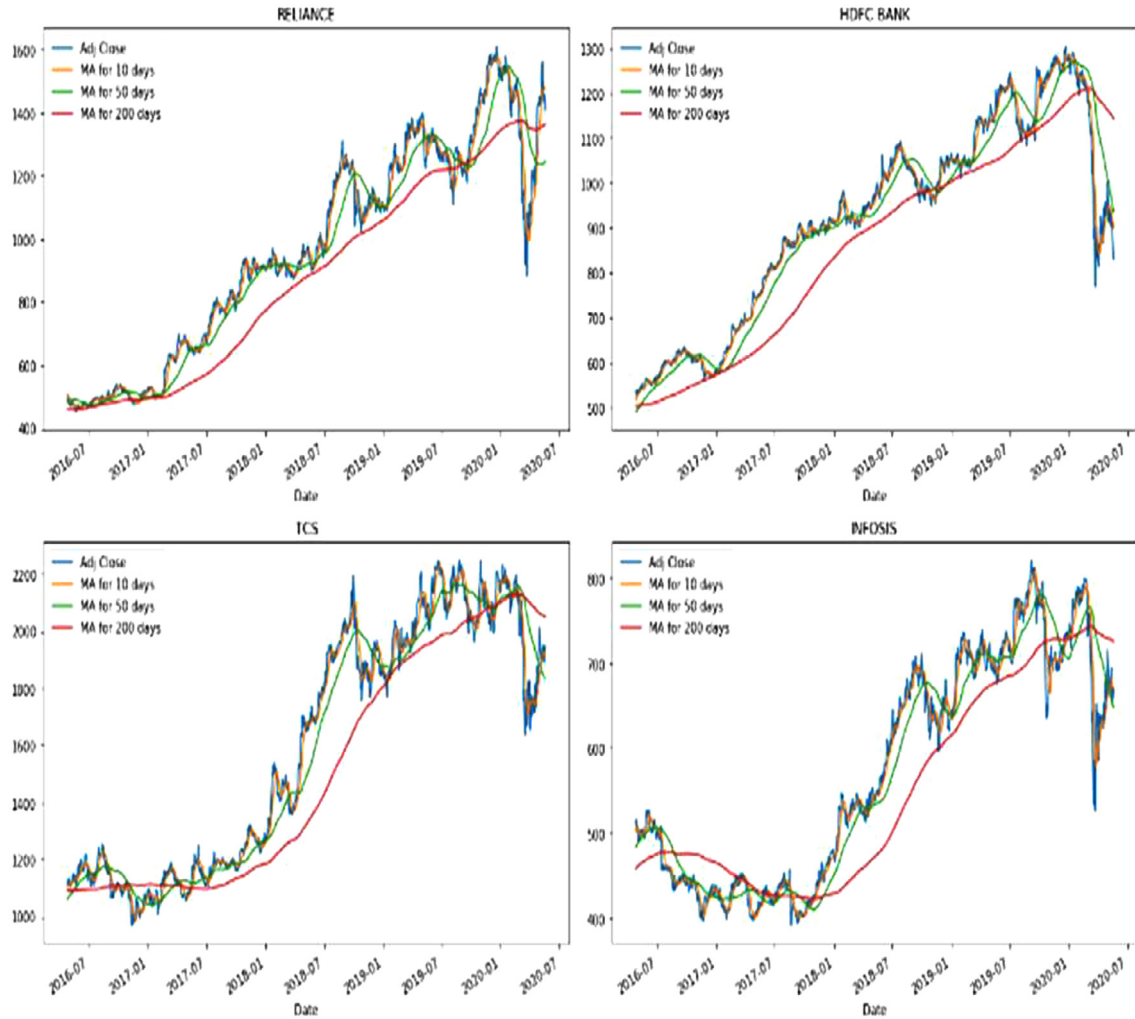 RELIANCE
Adj Close
MA for 10 days
MA for 50 days
MA for 200 days
1600
1400
1200
1000
800
600
400
2016-07
2017-01
2017-07
2018-01
2018-07
2019-01
2019-07
2020-01
2020-07
Date
HDFC BANK
Adj Close
MA for 10 days
MA for 50 days
MA for 200 days
1300
1200
1100
1000
900
800
700
600
500
2016-07
2017-01
2017-07
2018-01
2018-07
2019-01
2019-07
2020-01
2020-07
Date
TCS
Adj Close
MA for 10 days
MA for 50 days
MA for 200 days
2200
2000
1800
1600
1400
1200
1000
2016-07
2017-01
2017-07
2018-01
2018-07
2019-01
2019-07
2020-01
2020-07
Date
INFOSIS
Adj Close
MA for 10 days
MA for 50 days
MA for 200 days
800
700
600
500
400
2016-07
2017-01
2017-07
2018-01
2018-07
2019-01
2019-07
2020-01
2020-07
Date